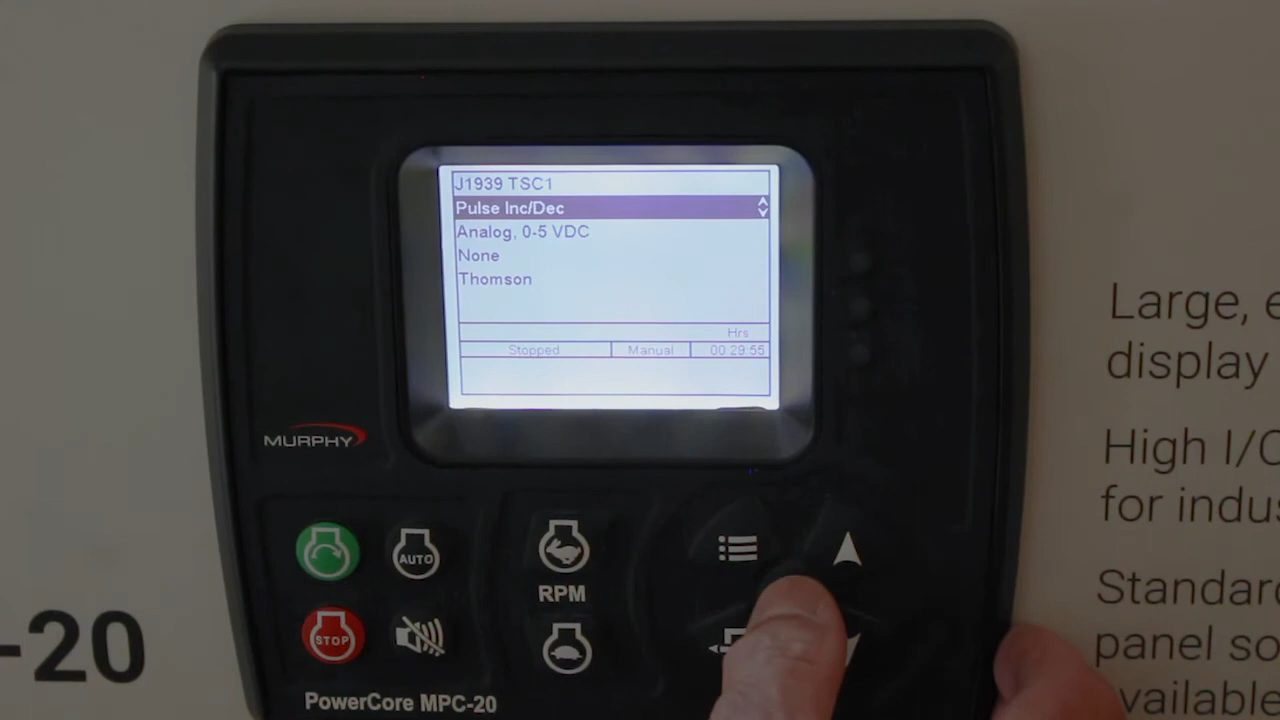 J1939 TSC1
Pulse Inc/Dec
Analog, 0-5 VDC
None
Thomson
Hrs
Stopped Manual 00:29:55
MURPHY
AUTO
RPM
STOP
PowerCore MPC-20
-20
Large, e
display
High I/O
for indus
Standard
panel so
available